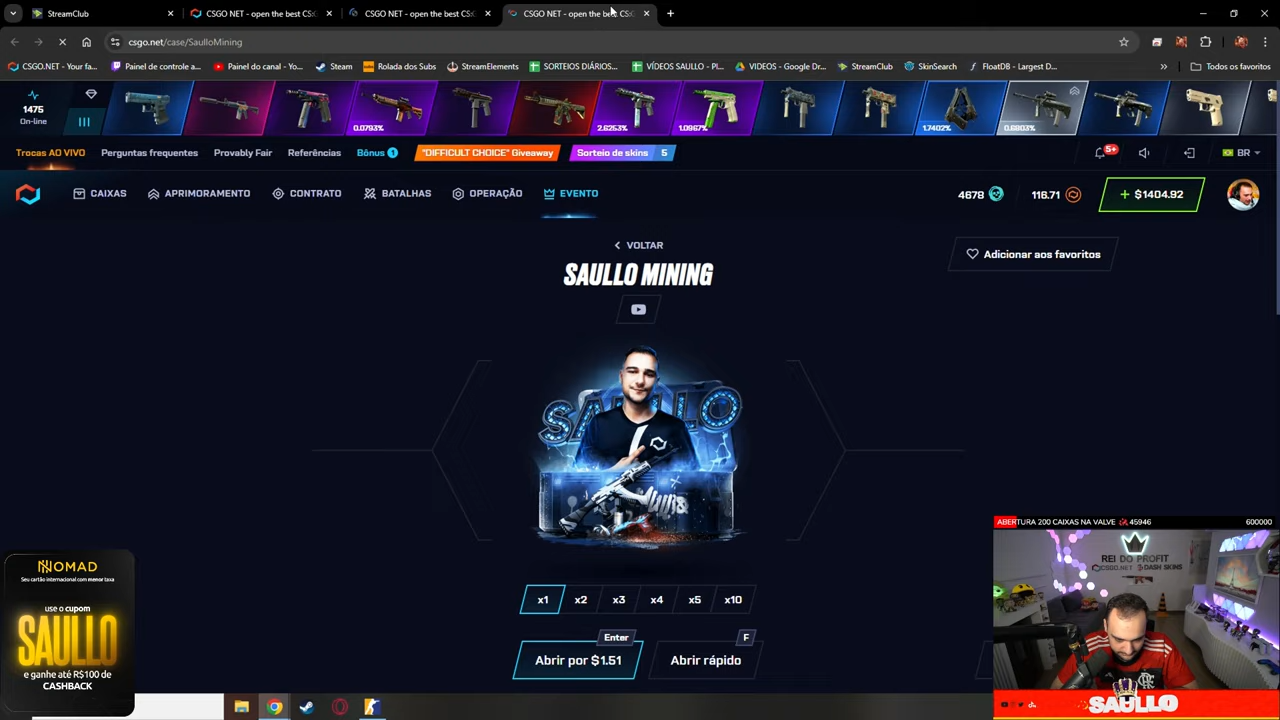 StreamClub
CSGO NET - open the best CS:
CSGO NET - open the best CS:
CSGO NET - open the best CS:
csgo.net/case/SaulloMining
CSGO.NET - Your fa...
Painel de controle a...
Painel do canal - Yo...
Steam
Rolada dos Subs
StreamElements
SORTEIOS DIÁRIOS...
VÍDEOS SAULLO - Pl...
VIDEOS - Google Dr...
StreamClub
SkinSearch
FloatDB - Largest D...
Todos os favoritos
1475
On-line
0.0793%
2.6253%
1.0967%
1.7402%
0.6903%
Trocas AO VIVO
Perguntas frequentes
Provably Fair
Referências
Bônus 1
"DIFFICULT CHOICE" Giveaway
Sorteio de skins 5
5+
BR
CAIXAS
APRIMORAMENTO
CONTRATO
BATALHAS
OPERAÇÃO
EVENTO
4678
116.71
+ $1404.92
VOLTAR
Adicionar aos favoritos
SAULLO MINING
SAULLO
x1
x2
x3
x4
x5
x10
Enter
F
Abrir por $1.51
Abrir rápido
NOMAD
Seu cartão internacional com menor taxa
use o cupom
SAULLO
e ganhe até R$100 de
CASHBACK
ABERTURA 200 CAIXAS NA VALVE
45946
600000
REI DO PROFIT
CSGO.NET
DASH SKINS
SAULLO